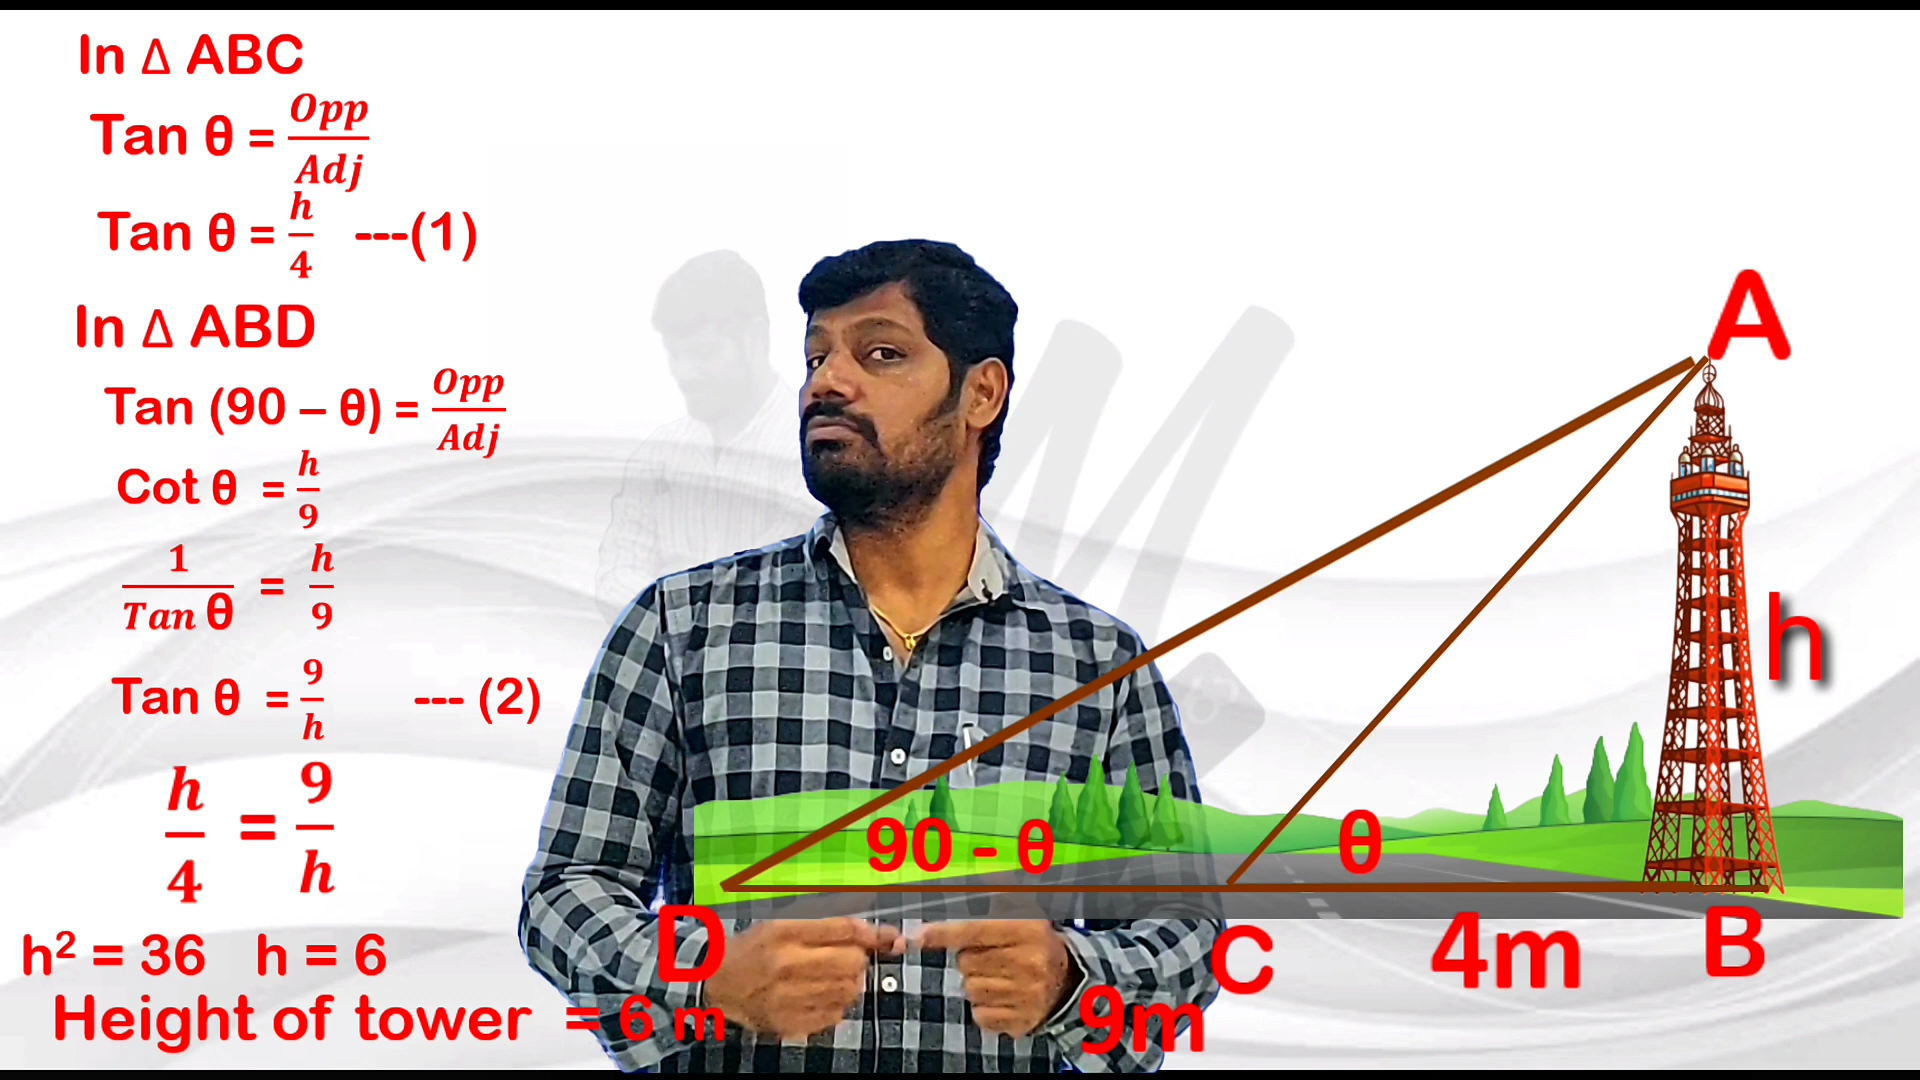 In Δ ABC
Tan θ = Opp/Adj
Tan θ = h/4 ---(1)
In Δ ABD
Tan (90 – θ) = Opp/Adj
Cot θ = h/9
1/Tan θ = h/9
Tan θ = 9/h --- (2)
h/4 = 9/h
h² = 36 h = 6
Height of tower = 6 m
A
h
90 - θ
θ
D
C
4m
B
9m